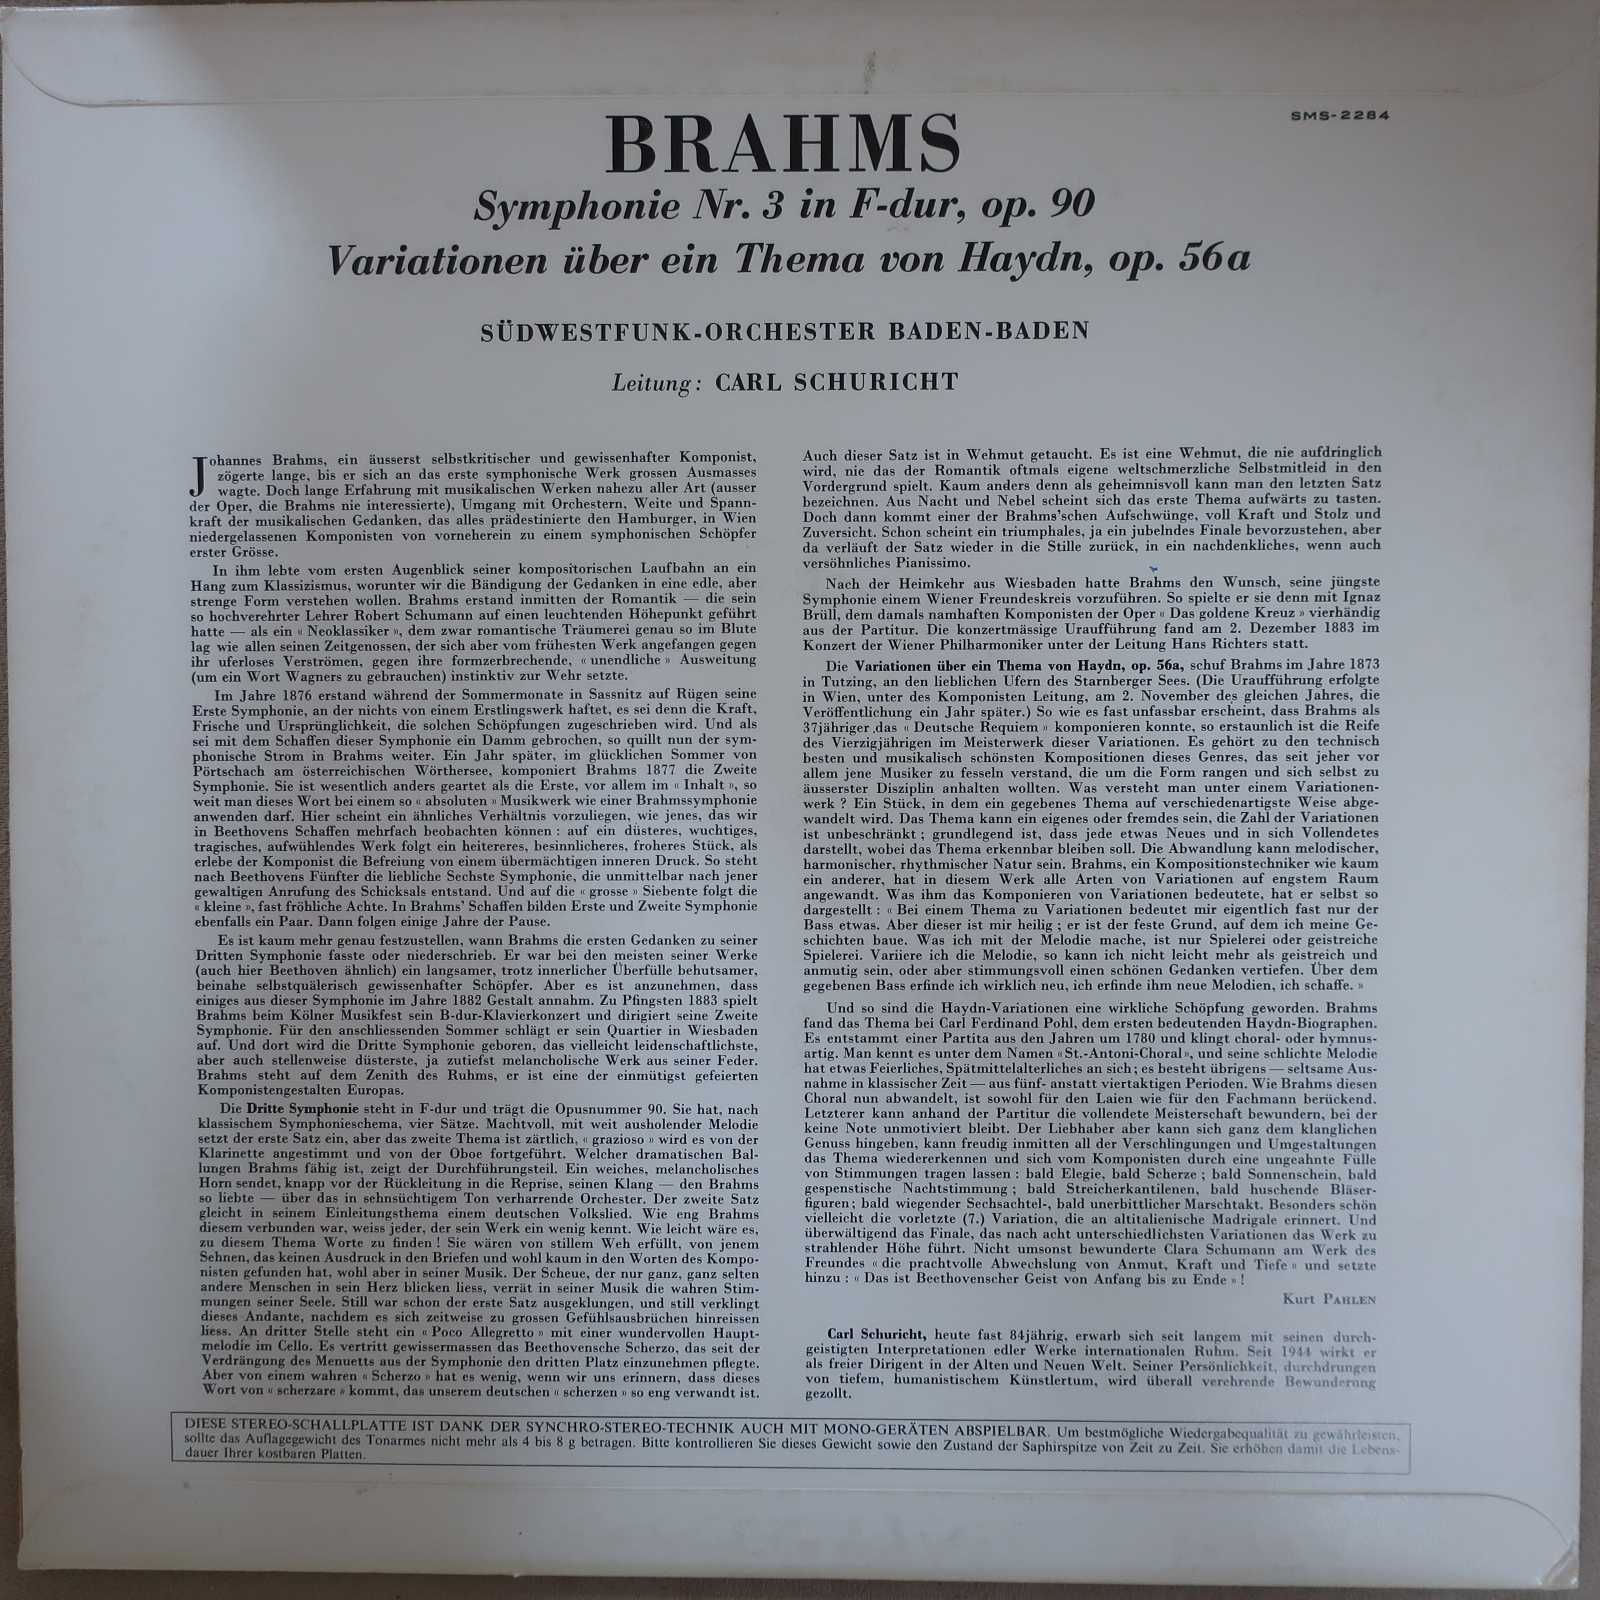 SMS-2284
BRAHMS
Symphonie Nr. 3 in F-dur, op. 90
Variationen über ein Thema von Haydn, op. 56a
SÜDWESTFUNK-ORCHESTER BADEN-BADEN
Leitung: CARL SCHURICHT
Johannes Brahms, ein äusserst selbstkritischer und gewissenhafter Komponist,
zögerte lange, bis er sich an das erste symphonische Werk grossen Ausmasses
wagte. Doch lange Erfahrung mit musikalischen Werken nahezu aller Art (ausser
der Oper, die Brahms nie interessierte), Umgang mit Orchestern, Weite und Spann-
kraft der musikalischen Gedanken, das alles prädestinierte den Hamburger, in Wien
niedergelassenen Komponisten von vorneherein zu einem symphonischen Schöpfer
erster Grösse.
In ihm lebte vom ersten Augenblick seiner kompositorischen Laufbahn an ein
Hang zum Klassizismus, worunter wir die Bändigung der Gedanken in eine edle, aber
strenge Form verstehen wollen. Brahms erstand inmitten der Romantik — die sein
so hochverehrter Lehrer Robert Schumann auf einen leuchtenden Höhepunkt geführt
hatte — als ein « Neoklassiker », dem zwar romantische Träumerei genau so im Blute
lag wie allen seinen Zeitgenossen, der sich aber vom frühesten Werk angefangen gegen
ihr uferloses Verströmen, gegen ihre formzerbrechende, « unendliche » Ausweitung
(um ein Wort Wagners zu gebrauchen) instinktiv zur Wehr setzte.
Im Jahre 1876 erstand während der Sommermonate in Sassnitz auf Rügen seine
Erste Symphonie, an der nichts von einem Erstlingswerk haftet, es sei denn die Kraft,
Frische und Ursprünglichkeit, die solchen Schöpfungen zugeschrieben wird. Und als
sei mit dem Schaffen dieser Symphonie ein Damm gebrochen, so quillt nun der sym-
phonische Strom in Brahms weiter. Ein Jahr später, im glücklichen Sommer von
Pörtschach am österreichischen Wörthersee, komponiert Brahms 1877 die Zweite
Symphonie. Sie ist wesentlich anders geartet als die Erste, vor allem im « Inhalt », so
weit man dieses Wort bei einem so « absoluten » Musikwerk wie einer Brahmssymphonie
anwenden darf. Hier scheint ein ähnliches Verhältnis vorzuliegen, wie jenes, das wir
in Beethovens Schaffen mehrfach beobachten können : auf ein düsteres, wuchtiges,
tragisches, aufwühlendes Werk folgt ein heitereres, besinnlicheres, froheres Stück, als
erlebe der Komponist die Befreiung von einem übermächtigen inneren Druck. So steht
nach Beethovens Fünfter die liebliche Sechste Symphonie, die unmittelbar nach jener
gewaltigen Anrufung des Schicksals entstand. Und auf die « grosse » Siebente folgt die
« kleine », fast fröhliche Achte. In Brahms' Schaffen bilden Erste und Zweite Symphonie
ebenfalls ein Paar. Dann folgen einige Jahre der Pause.
Es ist kaum mehr genau festzustellen, wann Brahms die ersten Gedanken zu seiner
Dritten Symphonie fasste oder niederschrieb. Er war bei den meisten seiner Werke
(auch hier Beethoven ähnlich) ein langsamer, trotz innerlicher Überfülle behutsamer,
beinahe selbstquälerisch gewissenhafter Schöpfer. Aber es ist anzunehmen, dass
einiges aus dieser Symphonie im Jahre 1882 Gestalt annahm. Zu Pfingsten 1883 spielt
Brahms beim Kölner Musikfest sein B-dur-Klavierkonzert und dirigiert seine Zweite
Symphonie. Für den anschliessenden Sommer schlägt er sein Quartier in Wiesbaden
auf. Und dort wird die Dritte Symphonie geboren, das vielleicht leidenschaftlichste,
aber auch stellenweise düsterste, ja zutiefst melancholische Werk aus seiner Feder.
Brahms steht auf dem Zenith des Ruhms, er ist eine der einmütigst gefeierten
Komponistengestalten Europas.
Die Dritte Symphonie steht in F-dur und trägt die Opusnummer 90. Sie hat, nach
klassischem Symphonieschema, vier Sätze. Machtvoll, mit weit ausholender Melodie
setzt der erste Satz ein, aber das zweite Thema ist zärtlich, « grazioso » wird es von der
Klarinette angestimmt und von der Oboe fortgeführt. Welcher dramatischen Bal-
lungen Brahms fähig ist, zeigt der Durchführungsteil. Ein weiches, melancholisches
Horn sendet, knapp vor der Rückleitung in die Reprise, seinen Klang — den Brahms
so liebte — über das in sehnsüchtigem Ton verharrende Orchester. Der zweite Satz
gleicht in seinem Einleitungsthema einem deutschen Volkslied. Wie eng Brahms
diesem verbunden war, weiss jeder, der sein Werk ein wenig kennt. Wie leicht wäre es,
zu diesem Thema Worte zu finden ! Sie wären von stillem Weh erfüllt, von jenem
Sehnen, das keinen Ausdruck in den Briefen und wohl kaum in den Worten des Kompo-
nisten gefunden hat, wohl aber in seiner Musik. Der Scheue, der nur ganz, ganz selten
andere Menschen in sein Herz blicken liess, verrät in seiner Musik die wahren Stim-
mungen seiner Seele. Still war schon der erste Satz ausgeklungen, und still verklingt
dieses Andante, nachdem es sich zeitweise zu grossen Gefühlsausbrüchen hinreissen
liess. An dritter Stelle steht ein « Poco Allegretto » mit einer wundervollen Haupt-
melodie im Cello. Es vertritt gewissermassen das Beethovensche Scherzo, das seit der
Verdrängung des Menuetts aus der Symphonie den dritten Platz einzunehmen pflegte.
Aber von einem wahren « Scherzo » hat es wenig, wenn wir uns erinnern, dass dieses
Wort von « scherzare » kommt, das unserem deutschen « scherzen » so eng verwandt ist.
Auch dieser Satz ist in Wehmut getaucht. Es ist eine Wehmut, die nie aufdringlich
wird, nie das der Romantik oftmals eigene weltschmerzliche Selbstmitleid in den
Vordergrund spielt. Kaum anders denn als geheimnisvoll kann man den letzten Satz
bezeichnen. Aus Nacht und Nebel scheint sich das erste Thema aufwärts zu tasten.
Doch dann kommt einer der Brahms'schen Aufschwünge, voll Kraft und Stolz und
Zuversicht. Schon scheint ein triumphales, ja ein jubelndes Finale bevorzustehen, aber
da verläuft der Satz wieder in die Stille zurück, in ein nachdenkliches, wenn auch
versöhnliches Pianissimo.
Nach der Heimkehr aus Wiesbaden hatte Brahms den Wunsch, seine jüngste
Symphonie einem Wiener Freundeskreis vorzuführen. So spielte er sie denn mit Ignaz
Brüll, dem damals namhaften Komponisten der Oper « Das goldene Kreuz » vierhändig
aus der Partitur. Die konzertmässige Uraufführung fand am 2. Dezember 1883 im
Konzert der Wiener Philharmoniker unter der Leitung Hans Richters statt.
Die Variationen über ein Thema von Haydn, op. 56a, schuf Brahms im Jahre 1873
in Tutzing, an den lieblichen Ufern des Starnberger Sees. (Die Uraufführung erfolgte
in Wien, unter des Komponisten Leitung, am 2. November des gleichen Jahres, die
Veröffentlichung ein Jahr später.) So wie es fast unfassbar erscheint, dass Brahms als
37jähriger ,das « Deutsche Requiem » komponieren konnte, so erstaunlich ist die Reife
des Vierzigjährigen im Meisterwerk dieser Variationen. Es gehört zu den technisch
besten und musikalisch schönsten Kompositionen dieses Genres, das seit jeher vor
allem jene Musiker zu fesseln verstand, die um die Form rangen und sich selbst zu
äusserster Disziplin anhalten wollten. Was versteht man unter einem Variationen-
werk ? Ein Stück, in dem ein gegebenes Thema auf verschiedenartigste Weise abge-
wandelt wird. Das Thema kann ein eigenes oder fremdes sein, die Zahl der Variationen
ist unbeschränkt ; grundlegend ist, dass jede etwas Neues und in sich Vollendetes
darstellt, wobei das Thema erkennbar bleiben soll. Die Abwandlung kann melodischer,
harmonischer, rhythmischer Natur sein. Brahms, ein Kompositionstechniker wie kaum
ein anderer, hat in diesem Werk alle Arten von Variationen auf engstem Raum
angewandt. Was ihm das Komponieren von Variationen bedeutete, hat er selbst so
dargestellt : « Bei einem Thema zu Variationen bedeutet mir eigentlich fast nur der
Bass etwas. Aber dieser ist mir heilig ; er ist der feste Grund, auf dem ich meine Ge-
schichten baue. Was ich mit der Melodie mache, ist nur Spielerei oder geistreiche
Spielerei. Variiere ich die Melodie, so kann ich nicht leicht mehr als geistreich und
anmutig sein, oder aber stimmungsvoll einen schönen Gedanken vertiefen. Über dem
gegebenen Bass erfinde ich wirklich neu, ich erfinde ihm neue Melodien, ich schaffe. »
Und so sind die Haydn-Variationen eine wirkliche Schöpfung geworden. Brahms
fand das Thema bei Carl Ferdinand Pohl, dem ersten bedeutenden Haydn-Biographen.
Es entstammt einer Partita aus den Jahren um 1780 und klingt choral- oder hymnus-
artig. Man kennt es unter dem Namen «St.-Antoni-Choral», und seine schlichte Melodie
hat etwas Feierliches, Spätmittelalterliches an sich; es besteht übrigens — seltsame Aus-
nahme in klassischer Zeit — aus fünf- anstatt viertaktigen Perioden. Wie Brahms diesen
Choral nun abwandelt, ist sowohl für den Laien wie für den Fachmann berückend.
Letzterer kann anhand der Partitur die vollendete Meisterschaft bewundern, bei der
keine Note unmotiviert bleibt. Der Liebhaber aber kann sich ganz dem klanglichen
Genuss hingeben, kann freudig inmitten all der Verschlingungen und Umgestaltungen
das Thema wiedererkennen und sich vom Komponisten durch eine ungeahnte Fülle
von Stimmungen tragen lassen : bald Elegie, bald Scherze ; bald Sonnenschein, bald
gespenstische Nachtstimmung ; bald Streicherkantilenen, bald huschende Bläser-
figuren ; bald wiegender Sechsachtel-, bald unerbittlicher Marschtakt. Besonders schön
vielleicht die vorletzte (7.) Variation, die an altitalienische Madrigale erinnert. Und
überwältigend das Finale, das nach acht unterschiedlichsten Variationen das Werk zu
strahlender Höhe führt. Nicht umsonst bewunderte Clara Schumann am Werk des
Freundes « die prachtvolle Abwechslung von Anmut, Kraft und Tiefe » und setzte
hinzu : « Das ist Beethovenscher Geist von Anfang bis zu Ende » !
Kurt PAHLEN
Carl Schuricht, heute fast 84jährig, erwarb sich seit langem mit seinen durch-
geistigten Interpretationen edler Werke internationalen Ruhm. Seit 1944 wirkt er
als freier Dirigent in der Alten und Neuen Welt. Seiner Persönlichkeit, durchdrungen
von tiefem, humanistischem Künstlertum, wird überall verehrende Bewunderung
gezollt.
DIESE STEREO-SCHALLPLATTE IST DANK DER SYNCHRO-STEREO-TECHNIK AUCH MIT MONO-GERÄTEN ABSPIELBAR. Um bestmögliche Wiedergabequalität zu gewährleisten,
sollte das Auflagegewicht des Tonarmes nicht mehr als 4 bis 8 g betragen. Bitte kontrollieren Sie dieses Gewicht sowie den Zustand der Saphirspitze von Zeit zu Zeit. Sie erhöhen damit die Lebens-
dauer Ihrer kostbaren Platten.